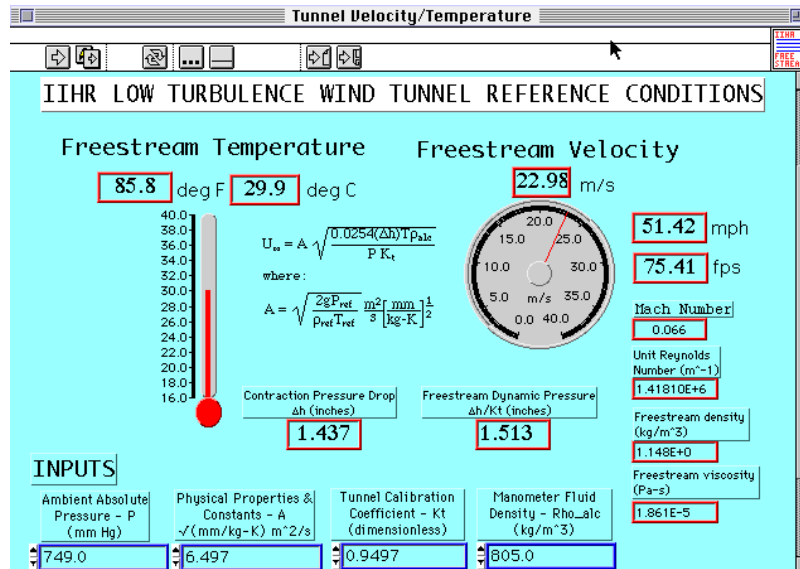 Tunnel Velocity/Temperature
IIHR
FREE
STREA
IIHR LOW TURBULENCE WIND TUNNEL REFERENCE CONDITIONS
Freestream Temperature
85.8 deg F 29.9 deg C
40.0
38.0
36.0
34.0
32.0
30.0
28.0
26.0
24.0
22.0
20.0
18.0
16.0
U∞ = A √(0.0254(Δh)Tρalc / P Kt)
where:
A = √(2gPref / ρrefTref) m²/s [mm/kg-K]^1/2
Freestream Velocity
22.98 m/s
20.0
15.0 25.0
10.0 30.0
5.0 m/s 35.0
0.0 40.0
51.42 mph
75.41 fps
Mach Number
0.066
Unit Reynolds
Number (m^-1)
1.41810E+6
Freestream density
(kg/m^3)
1.148E+0
Freestream viscosity
(Pa-s)
1.861E-5
Contraction Pressure Drop
Δh (inches)
1.437
Freestream Dynamic Pressure
Δh/Kt (inches)
1.513
INPUTS
Ambient Absolute
Pressure - P
(mm Hg)
749.0
Physical Properties &
Constants - A
√(mm/kg-K) m^2/s
6.497
Tunnel Calibration
Coefficient - Kt
(dimensionless)
0.9497
Manometer Fluid
Density - Rho_alc
(kg/m^3)
805.0